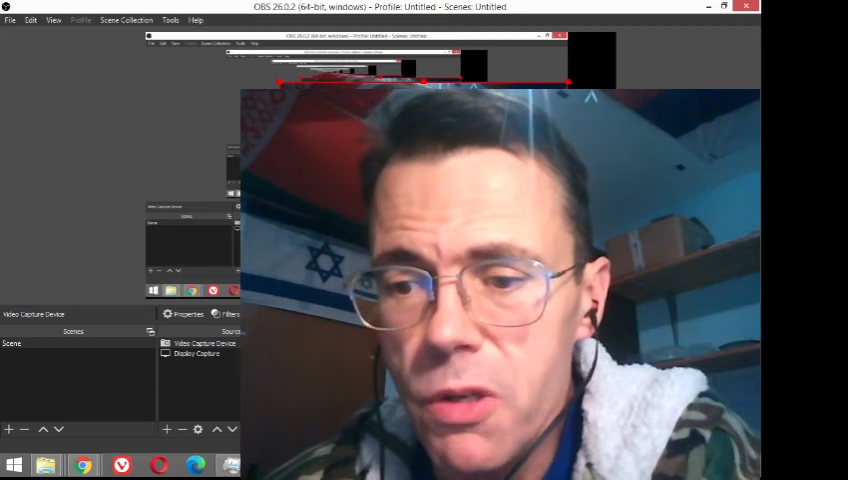 OBS 26.0.2 (64-bit, windows) - Profile: Untitled - Scenes: Untitled
File Edit View Profile Scene Collection Tools Help
Video Capture Device
Properties Filters
Scenes
Sourc
Scene
Video Capture Device
Display Capture